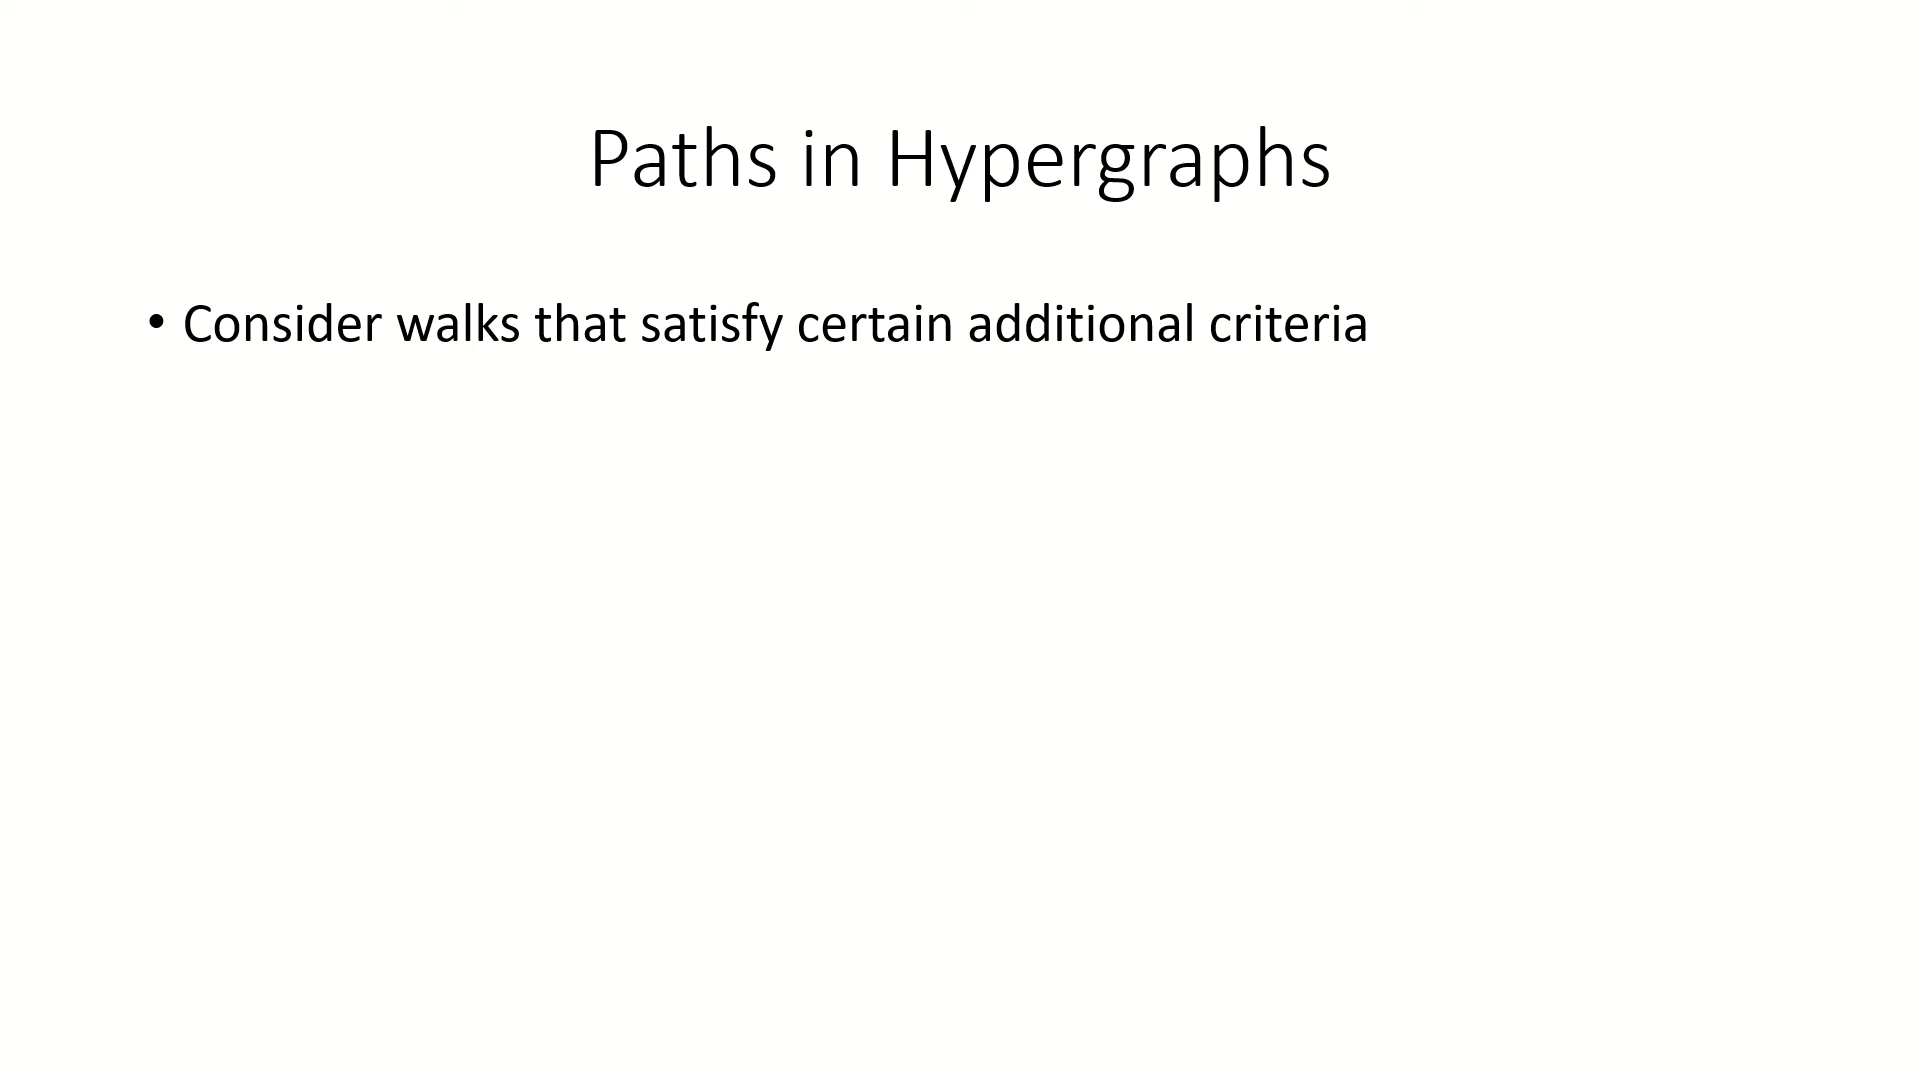 Paths in Hypergraphs
• Consider walks that satisfy certain additional criteria